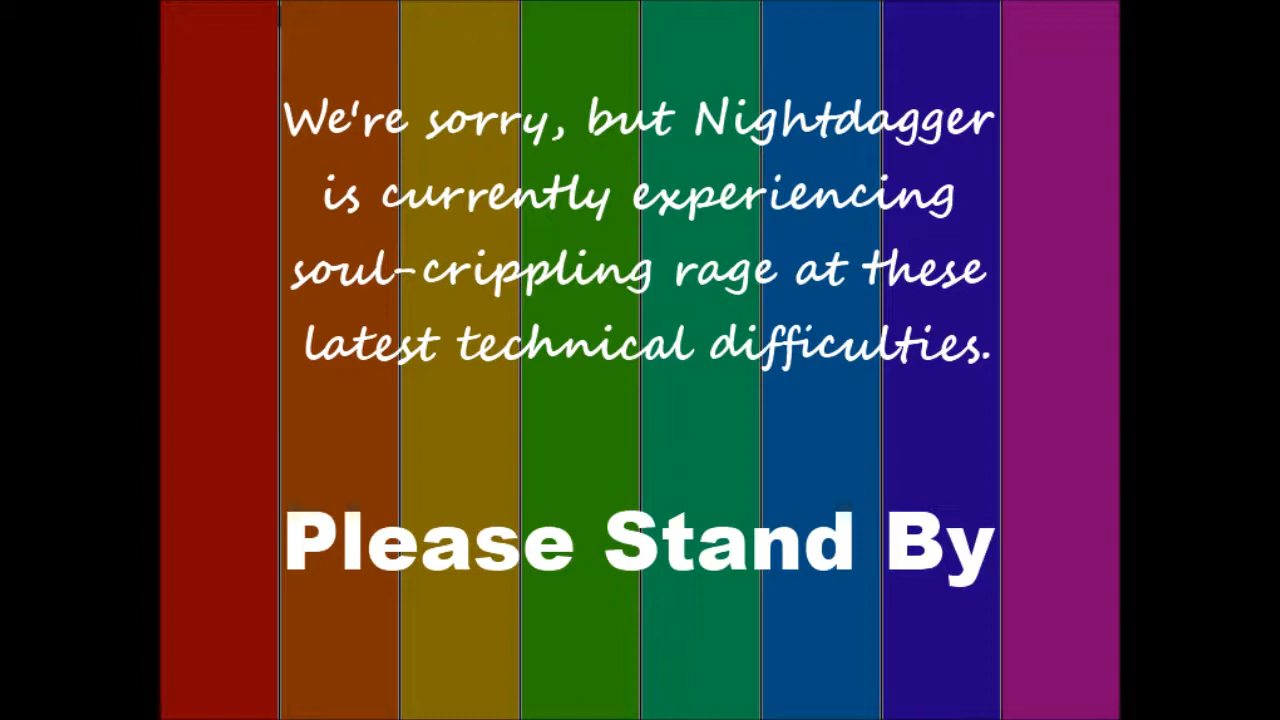 We're sorry, but Nightdagger
is currently experiencing
soul-crippling rage at these
latest technical difficulties.
Please Stand By